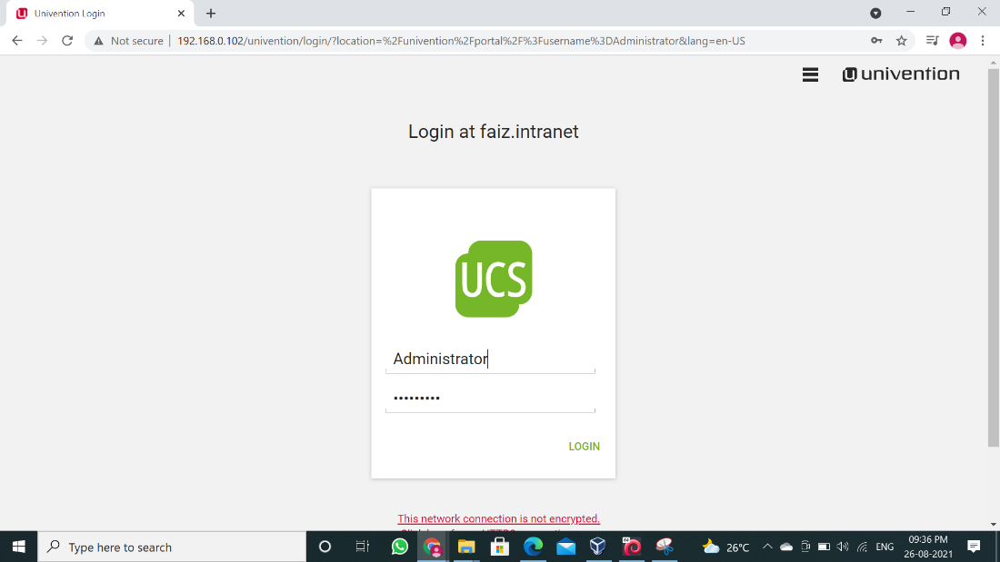 Univention Login
Not secure
192.168.0.102/univention/login/?location=%2Funivention%2Fportal%2F%3Fusername%3DAdministrator&lang=en-US
univention
Login at faiz.intranet
UCS
Administrator
•••••••••
LOGIN
This network connection is not encrypted.
Type here to search
26°C
ENG
09:36 PM
26-08-2021